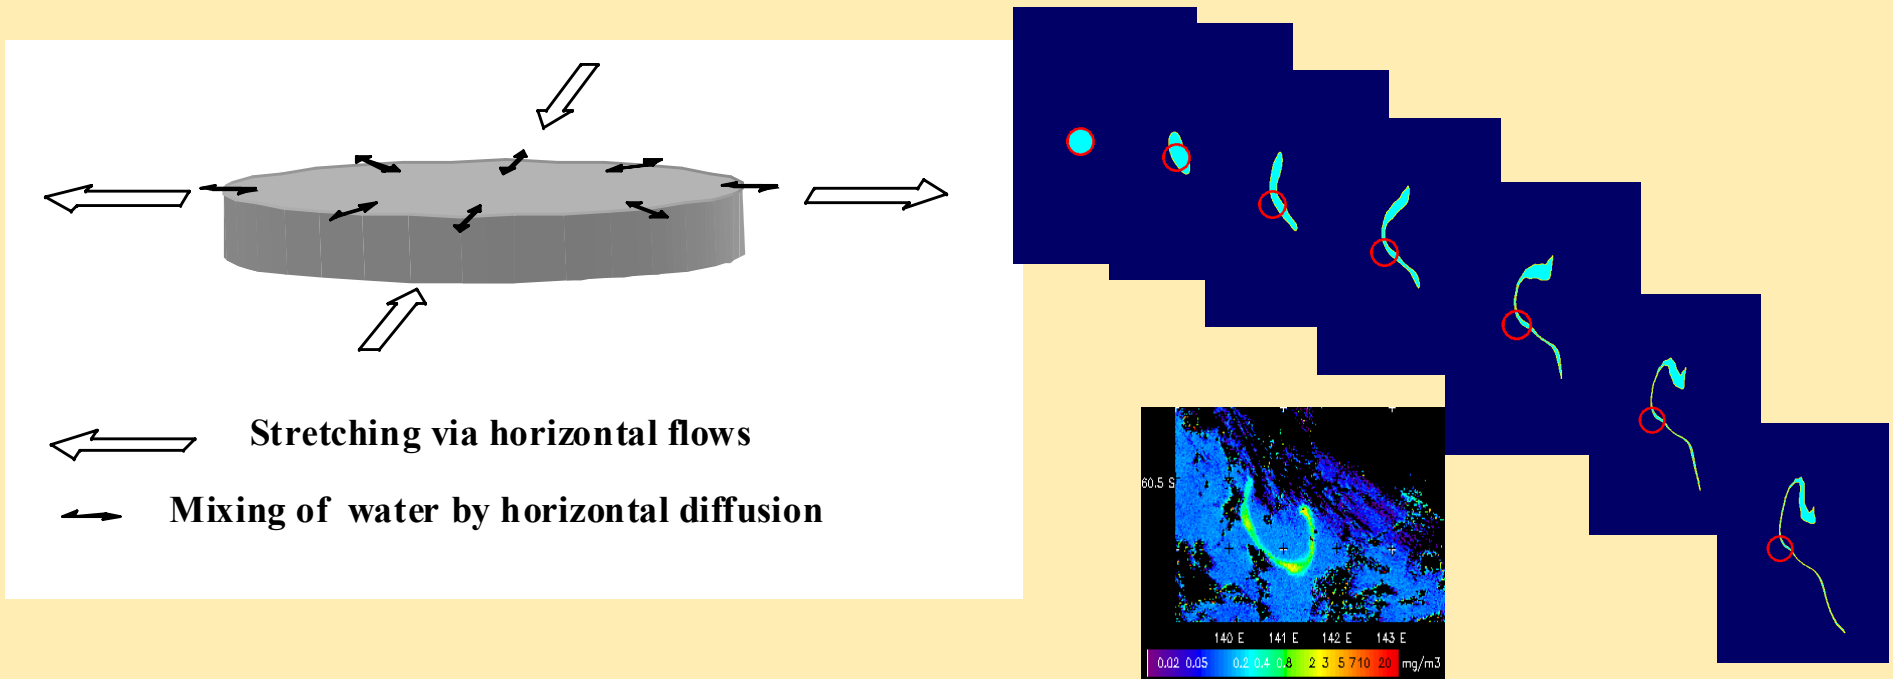 Stretching via horizontal flows
Mixing of water by horizontal diffusion
60.5 S
140 E 141 E 142 E 143 E
0.02 0.05 0.2 0.4 0.8 2 3 5 7 10 20 mg/m3